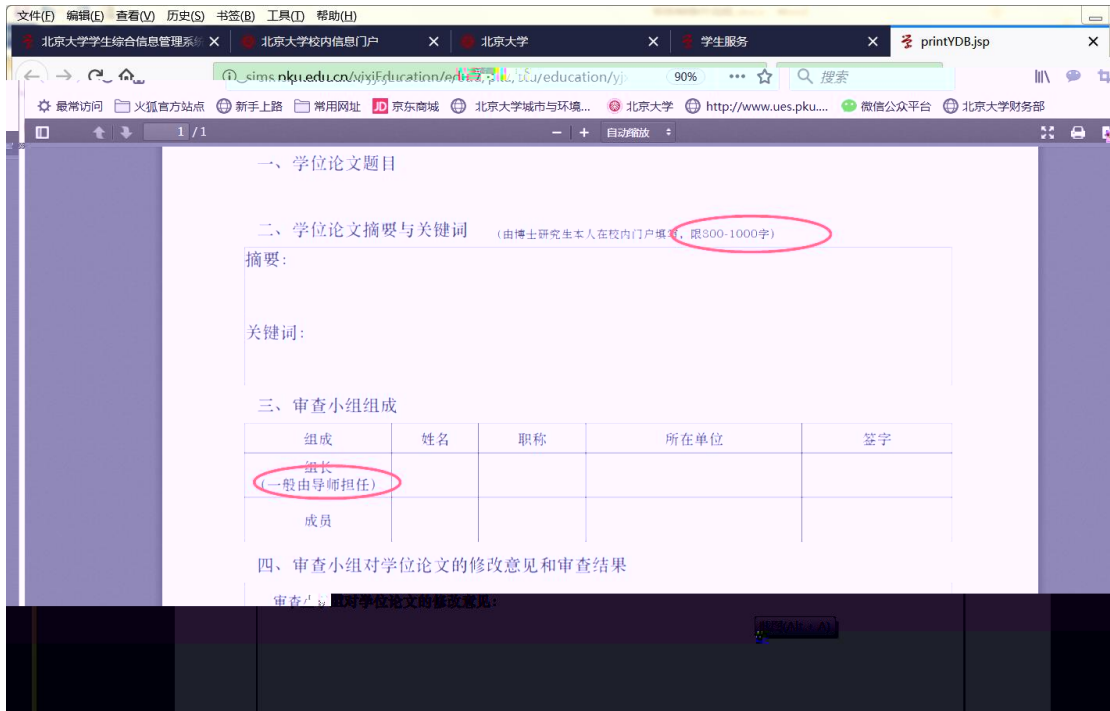 文件(F) 编辑(E) 查看(V) 历史(S) 书签(B) 工具(T) 帮助(H)
北京大学学生综合信息管理系统 北京大学校内信息门户 北京大学 学生服务 printYDB.jsp
sims.pku.edu.cn/ 90% 搜索
最常访问 火狐官方站点 新手上路 常用网址 JD 京东商城 北京大学城市与环境... 北京大学 http://www.ues.pku.... 微信公众平台 北京大学财务部
1 / 1 自动缩放
一、学位论文题目
二、学位论文摘要与关键词 (由博士研究生本人在校内门户填写，限800-1000字)
摘要:
关键词:
三、审查小组组成
组成 姓名 职称 所在单位 签字
组长
(一般由导师担任)
成员
四、审查小组对学位论文的修改意见和审查结果
审查小组对学位论文的修改意见: